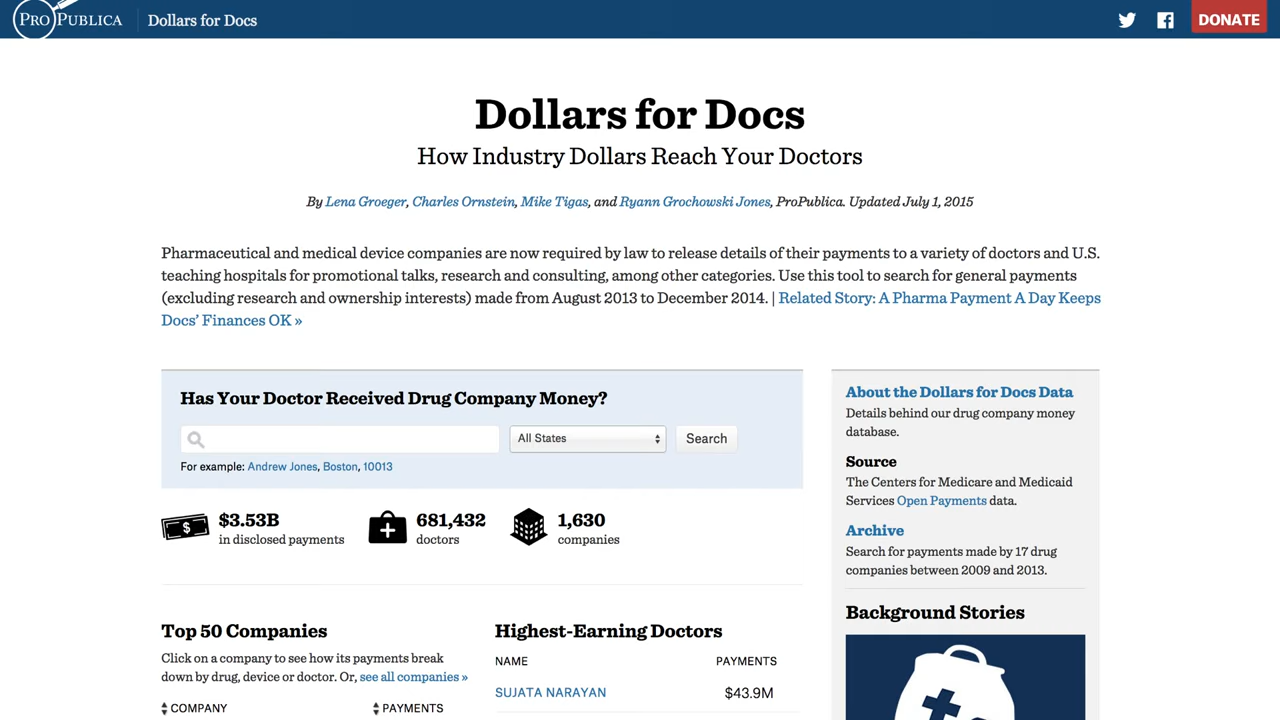 PROPUBLICA
Dollars for Docs
DONATE
Dollars for Docs
How Industry Dollars Reach Your Doctors
By Lena Groeger, Charles Ornstein, Mike Tigas, and Ryann Grochowski Jones, ProPublica. Updated July 1, 2015
Pharmaceutical and medical device companies are now required by law to release details of their payments to a variety of doctors and U.S.
teaching hospitals for promotional talks, research and consulting, among other categories. Use this tool to search for general payments
(excluding research and ownership interests) made from August 2013 to December 2014. | Related Story: A Pharma Payment A Day Keeps
Docs’ Finances OK »
Has Your Doctor Received Drug Company Money?
All States
Search
For example: Andrew Jones, Boston, 10013
$3.53B
in disclosed payments
681,432
doctors
1,630
companies
Top 50 Companies
Click on a company to see how its payments break
down by drug, device or doctor. Or, see all companies »
COMPANY
PAYMENTS
Highest-Earning Doctors
NAME
PAYMENTS
SUJATA NARAYAN
$43.9M
About the Dollars for Docs Data
Details behind our drug company money
database.
Source
The Centers for Medicare and Medicaid
Services Open Payments data.
Archive
Search for payments made by 17 drug
companies between 2009 and 2013.
Background Stories